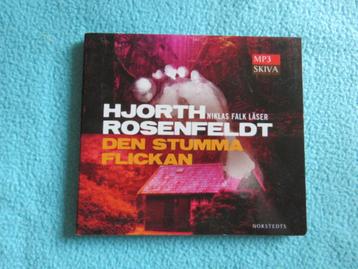 MP3
SKIVA
HJORTH
NIKLAS FALK LÄSER
ROSENFELDT
DEN STUMMA
FLICKAN
NORSTEDTS